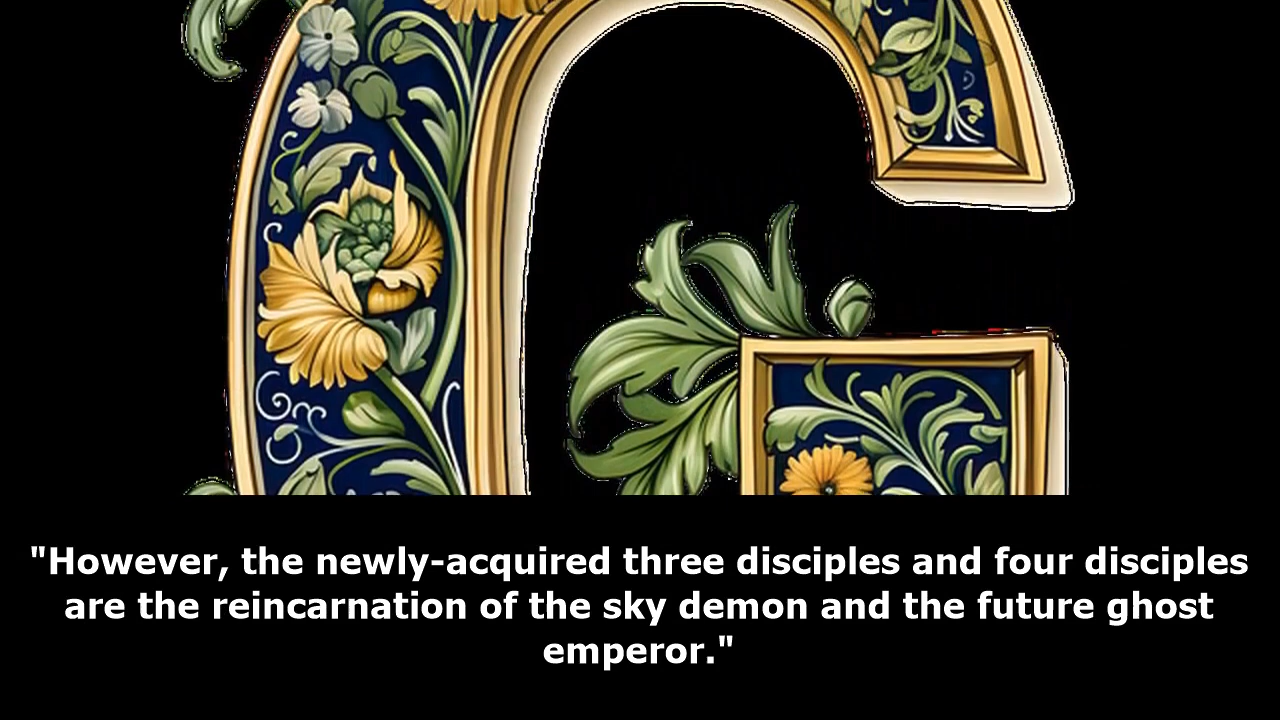 G
"However, the newly-acquired three disciples and four disciples
are the reincarnation of the sky demon and the future ghost
emperor."